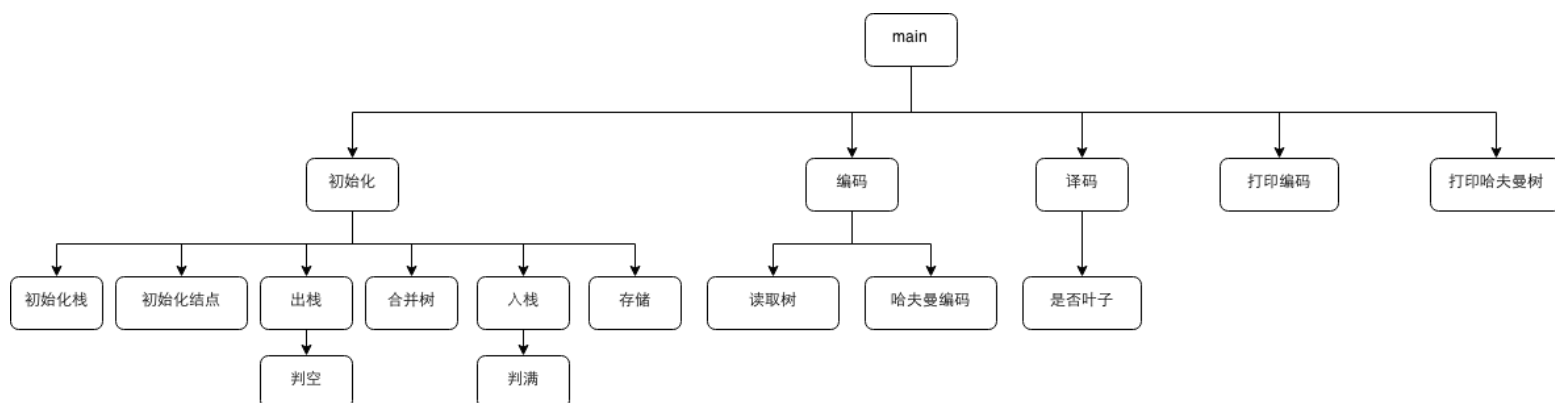 main
初始化
编码
译码
打印编码
打印哈夫曼树
初始化栈
初始化结点
出栈
合并树
入栈
存储
读取树
哈夫曼编码
是否叶子
判空
判满